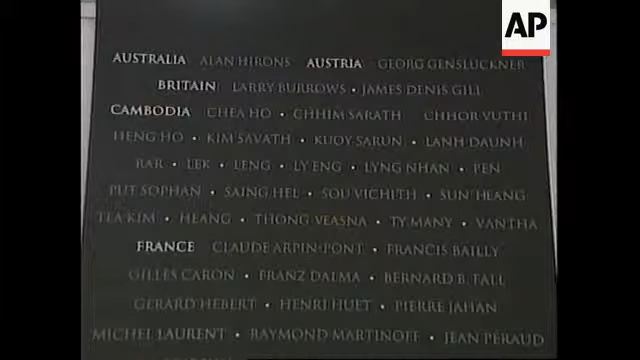 AP
AUSTRALIA ALAN HIRONS AUSTRIA GEORG GENSLUCKNER
BRITAIN LARRY BURROWS • JAMES DENIS GILL
CAMBODIA CHEA HO • CHHIM SARATH CHHOR VUTHI
HENG HO • KIM SAVATH • KUOY SARUN • LANH DAUNH
RAR • LEK • LENG • LY ENG • LYNG NHAN • PEN
PUT SOPHAN • SAING HEL • SOU VICHITH • SUN HEANG
TEA KIM • HEANG • THONG VEASNA • TY MANY • VANTHA
FRANCE CLAUDE ARPIN-PONT • FRANCIS BAILLY
GILLES CARON • FRANZ DALMA • BERNARD B. FALL
GERARD HEBERT • HENRI HUET • PIERRE JAHAN
MICHEL LAURENT • RAYMOND MARTINOFF • JEAN PERAUD